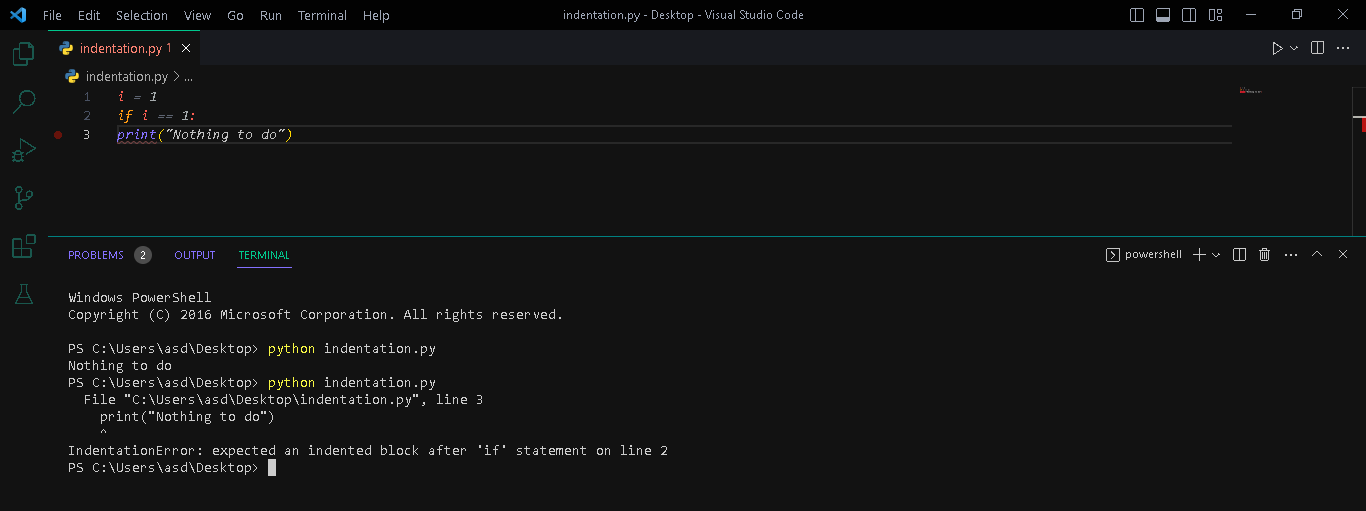 File Edit Selection View Go Run Terminal Help indentation.py - Desktop - Visual Studio Code
indentation.py 1
indentation.py > ...
1 i = 1
2 if i == 1:
3 print("Nothing to do")
PROBLEMS 2 OUTPUT TERMINAL powershell
Windows PowerShell
Copyright (C) 2016 Microsoft Corporation. All rights reserved.
PS C:\Users\asd\Desktop> python indentation.py
Nothing to do
PS C:\Users\asd\Desktop> python indentation.py
File "C:\Users\asd\Desktop\indentation.py", line 3
print("Nothing to do")
^
IndentationError: expected an indented block after 'if' statement on line 2
PS C:\Users\asd\Desktop>